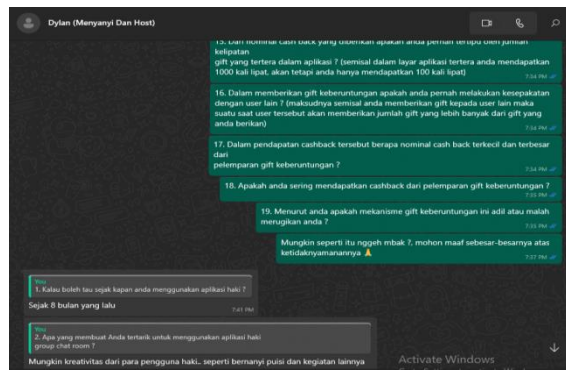 Dylan (Menyanyi Dan Host)
15. Dari nominal cash back yang diberikan apakah anda pernah tertipu oleh jumlah
kelipatan
gift yang tertera dalam aplikasi ? (semisal dalam layar aplikasi tertera anda mendapatkan
1000 kali lipat, akan tetapi anda hanya mendapatkan 100 kali lipat)
7:34 PM
16. Dalam memberikan gift keberuntungan apakah anda pernah melakukan kesepakatan
dengan user lain ? (maksudnya semisal anda memberikan gift kepada user lain maka
suatu saat user tersebut akan memberikan jumlah gift yang lebih banyak dari gift yang
anda berikan)
7:34 PM
17. Dalam pendapatan cashback tersebut berapa nominal cash back terkecil dan terbesar
dari
pelemparan gift keberuntungan ?
7:34 PM
18. Apakah anda sering mendapatkan cashback dari pelemparan gift keberuntungan ?
7:35 PM
19. Menurut anda apakah mekanisme gift keberuntungan ini adil atau malah
merugikan anda ?
7:35 PM
Mungkin seperti itu nggeh mbak ?, mohon maaf sebesar-besarnya atas
ketidaknyamanannya 🙏
7:37 PM
You
1. Kalau boleh tau sejak kapan anda menggunakan aplikasi haki ?
Sejak 8 bulan yang lalu
7:41 PM
You
2. Apa yang membuat Anda tertarik untuk menggunakan aplikasi haki
group chat room ?
Mungkin kreativitas dari para pengguna haki.. seperti bernanyi puisi dan kegiatan lainnya
Activate Windows